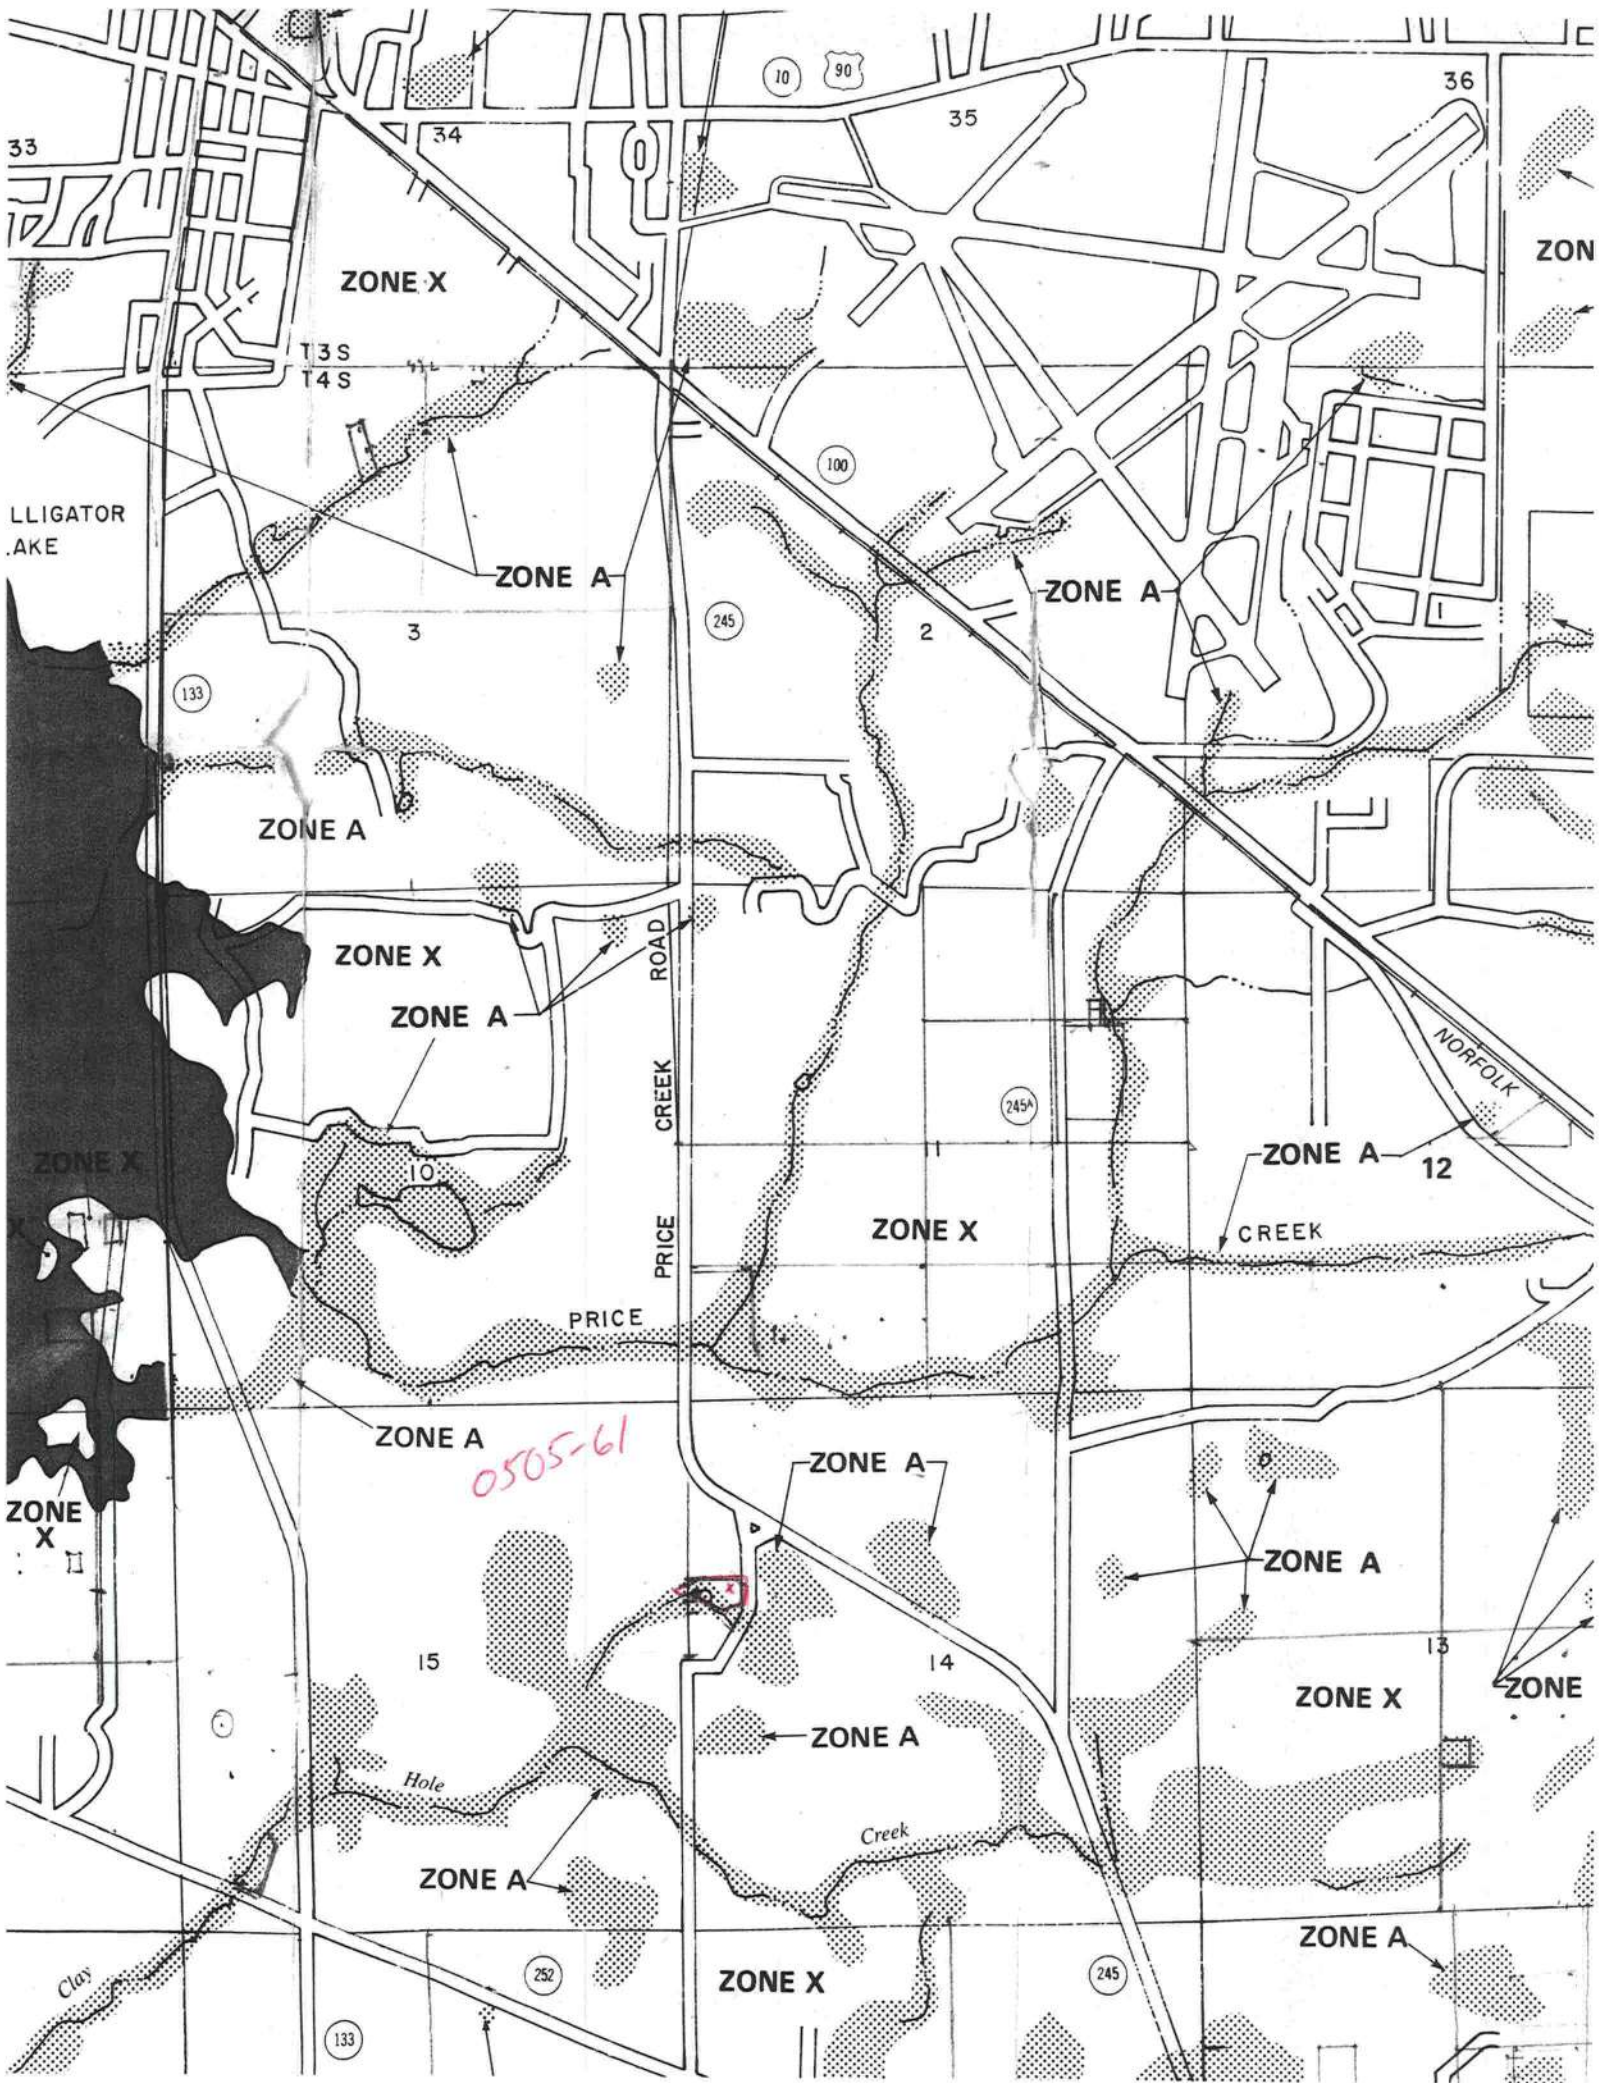 10
90
36
34
35
33
ZON
ZONE X
T3S
T4S
100
LLIGATOR
AKE
ZONE A
ZONE A
3
245
2
1
133
ZONE A
ROAD
ZONE X
ZONE A
CREEK
NORFOLK
245A
ZONE X
11
ZONE A
12
10
PRICE
ZONE X
CREEK
PRICE
ZONE A
0505-61
ZONE A
ZONE
X
ZONE A
X
15
14
13
ZONE X
ZONE
ZONE A
Hole
Creek
ZONE A
ZONE A
Clay
252
ZONE X
245
133